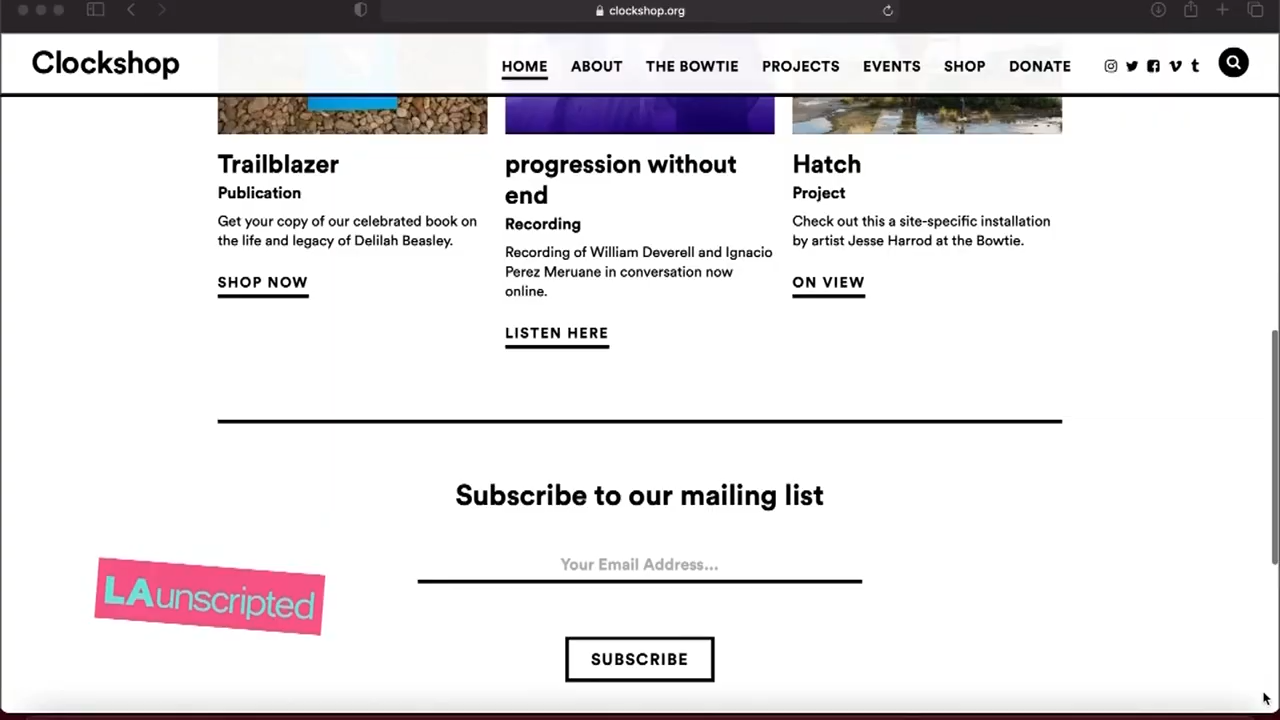 clockshop.org
Clockshop
HOME ABOUT THE BOWTIE PROJECTS EVENTS SHOP DONATE
Trailblazer
Publication
Get your copy of our celebrated book on
the life and legacy of Delilah Beasley.
SHOP NOW
progression without
end
Recording
Recording of William Deverell and Ignacio
Perez Meruane in conversation now
online.
LISTEN HERE
Hatch
Project
Check out this a site-specific installation
by artist Jesse Harrod at the Bowtie.
ON VIEW
Subscribe to our mailing list
Your Email Address...
LAunscripted
SUBSCRIBE